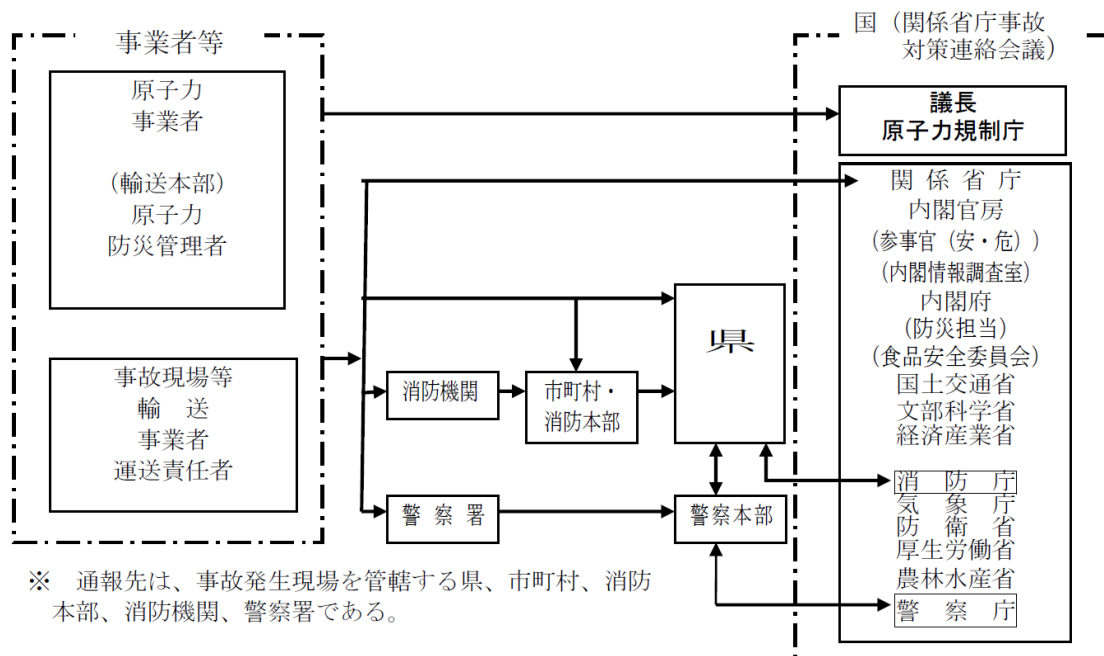 事業者等
原子力
事業者
(輸送本部)
原子力
防災管理者
事故現場等
輸　送
事業者
運送責任者
消防機関
市町村・
消防本部
県
警 察 署
警察本部
国（関係省庁事故
対策連絡会議）
議長
原子力規制庁
関 係 省 庁
内閣官房
(参事官（安・危）)
(内閣情報調査室)
内閣府
(防災担当)
(食品安全委員会)
国土交通省
文部科学省
経済産業省
消　防　庁
気　象　庁
防　衛　省
厚生労働省
農林水産省
警　察　庁
※　通報先は、事故発生現場を管轄する県、市町村、消防
本部、消防機関、警察署である。